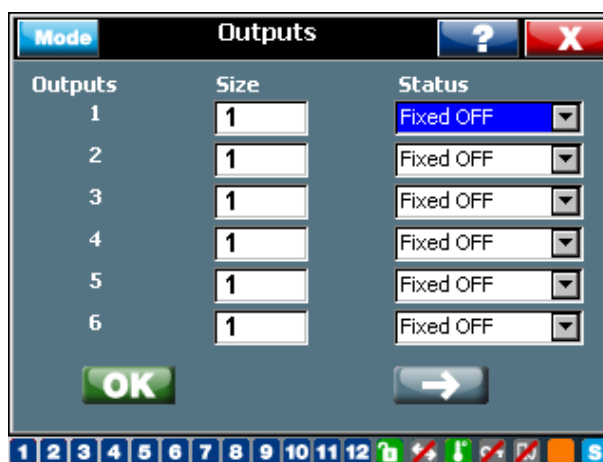 Mode Outputs ? X
Outputs Size Status
1 1 Fixed OFF
2 1 Fixed OFF
3 1 Fixed OFF
4 1 Fixed OFF
5 1 Fixed OFF
6 1 Fixed OFF
OK
1 2 3 4 5 6 7 8 9 10 11 12 S